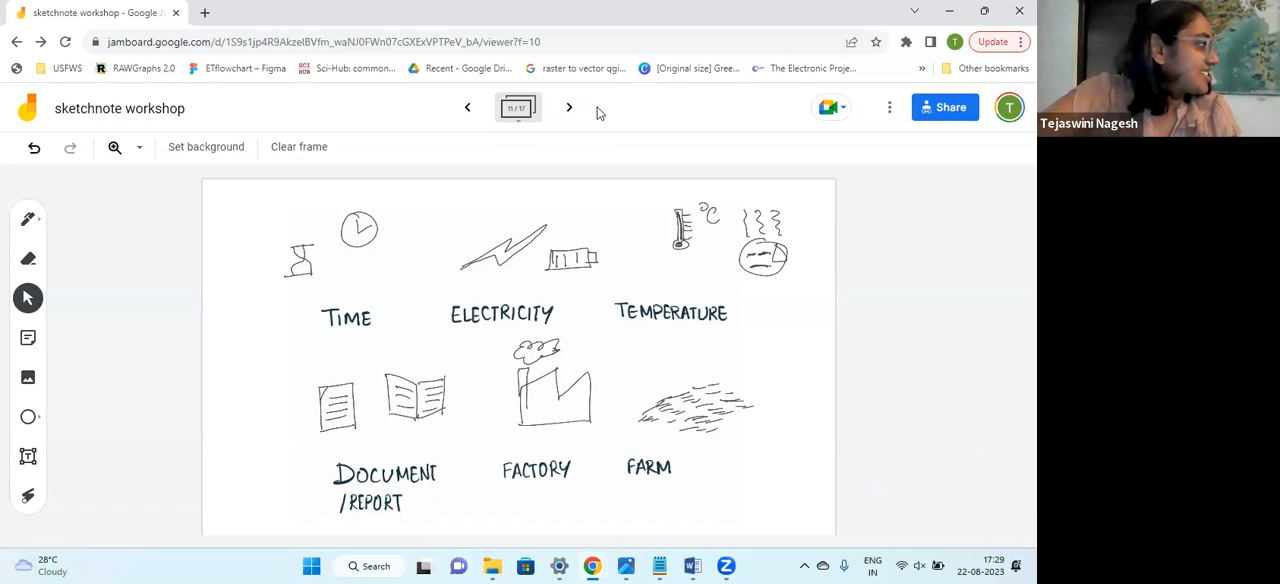 sketchnote workshop - Google J
jamboard.google.com/d/1S9s1jp4R9AkzelBVfm_waNJ0FWn07cGXExVPTPeV_bA/viewer?f=10
T
Update
USFWS
RAWGraphs 2.0
ETflowchart – Figma
SCI HUB
Sci-Hub: common...
Recent - Google Dri...
G
raster to vector qgi...
[Original size] Gree...
The Electronic Proje...
»
Other bookmarks
sketchnote workshop
11 / 17
Share
T
Tejaswini Nagesh
Set background
Clear frame
°C
TIME
ELECTRICITY
TEMPERATURE
DOCUMENT
/REPORT
FACTORY
FARM
28°C
Cloudy
Search
ENG
IN
17:29
22-08-2023